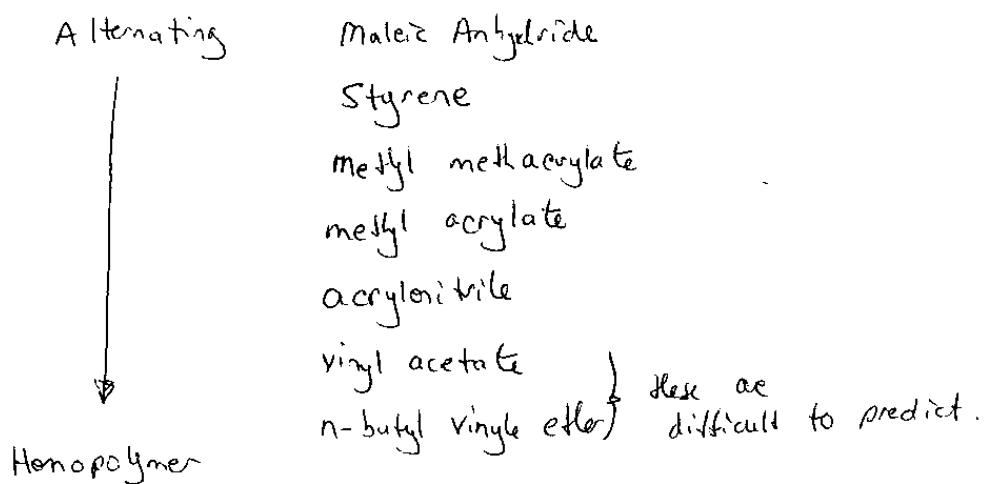 Alternating
Maleic Anhydride
Styrene
methyl methacrylate
methyl acrylate
acrylonitrile
vinyl acetate
n-butyl vinyle ether
these are
difficult to predict.
Homopolymer